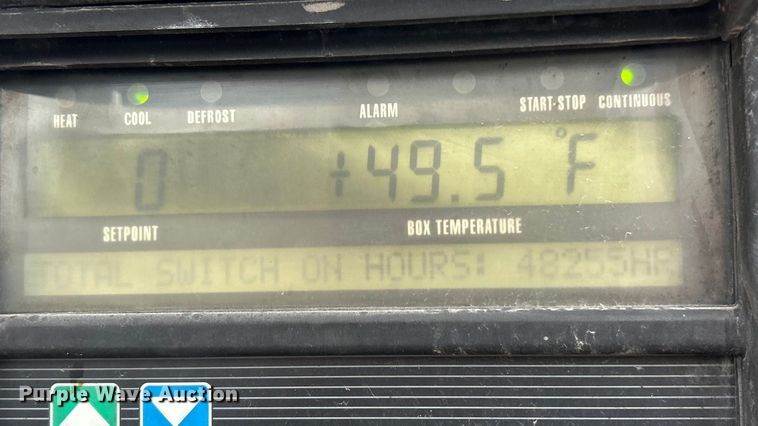 HEAT COOL DEFROST ALARM START-STOP CONTINUOUS
0 +49.5 °F
SETPOINT BOX TEMPERATURE
TOTAL SWITCH ON HOURS: 48255HR
Purple Wave Auction